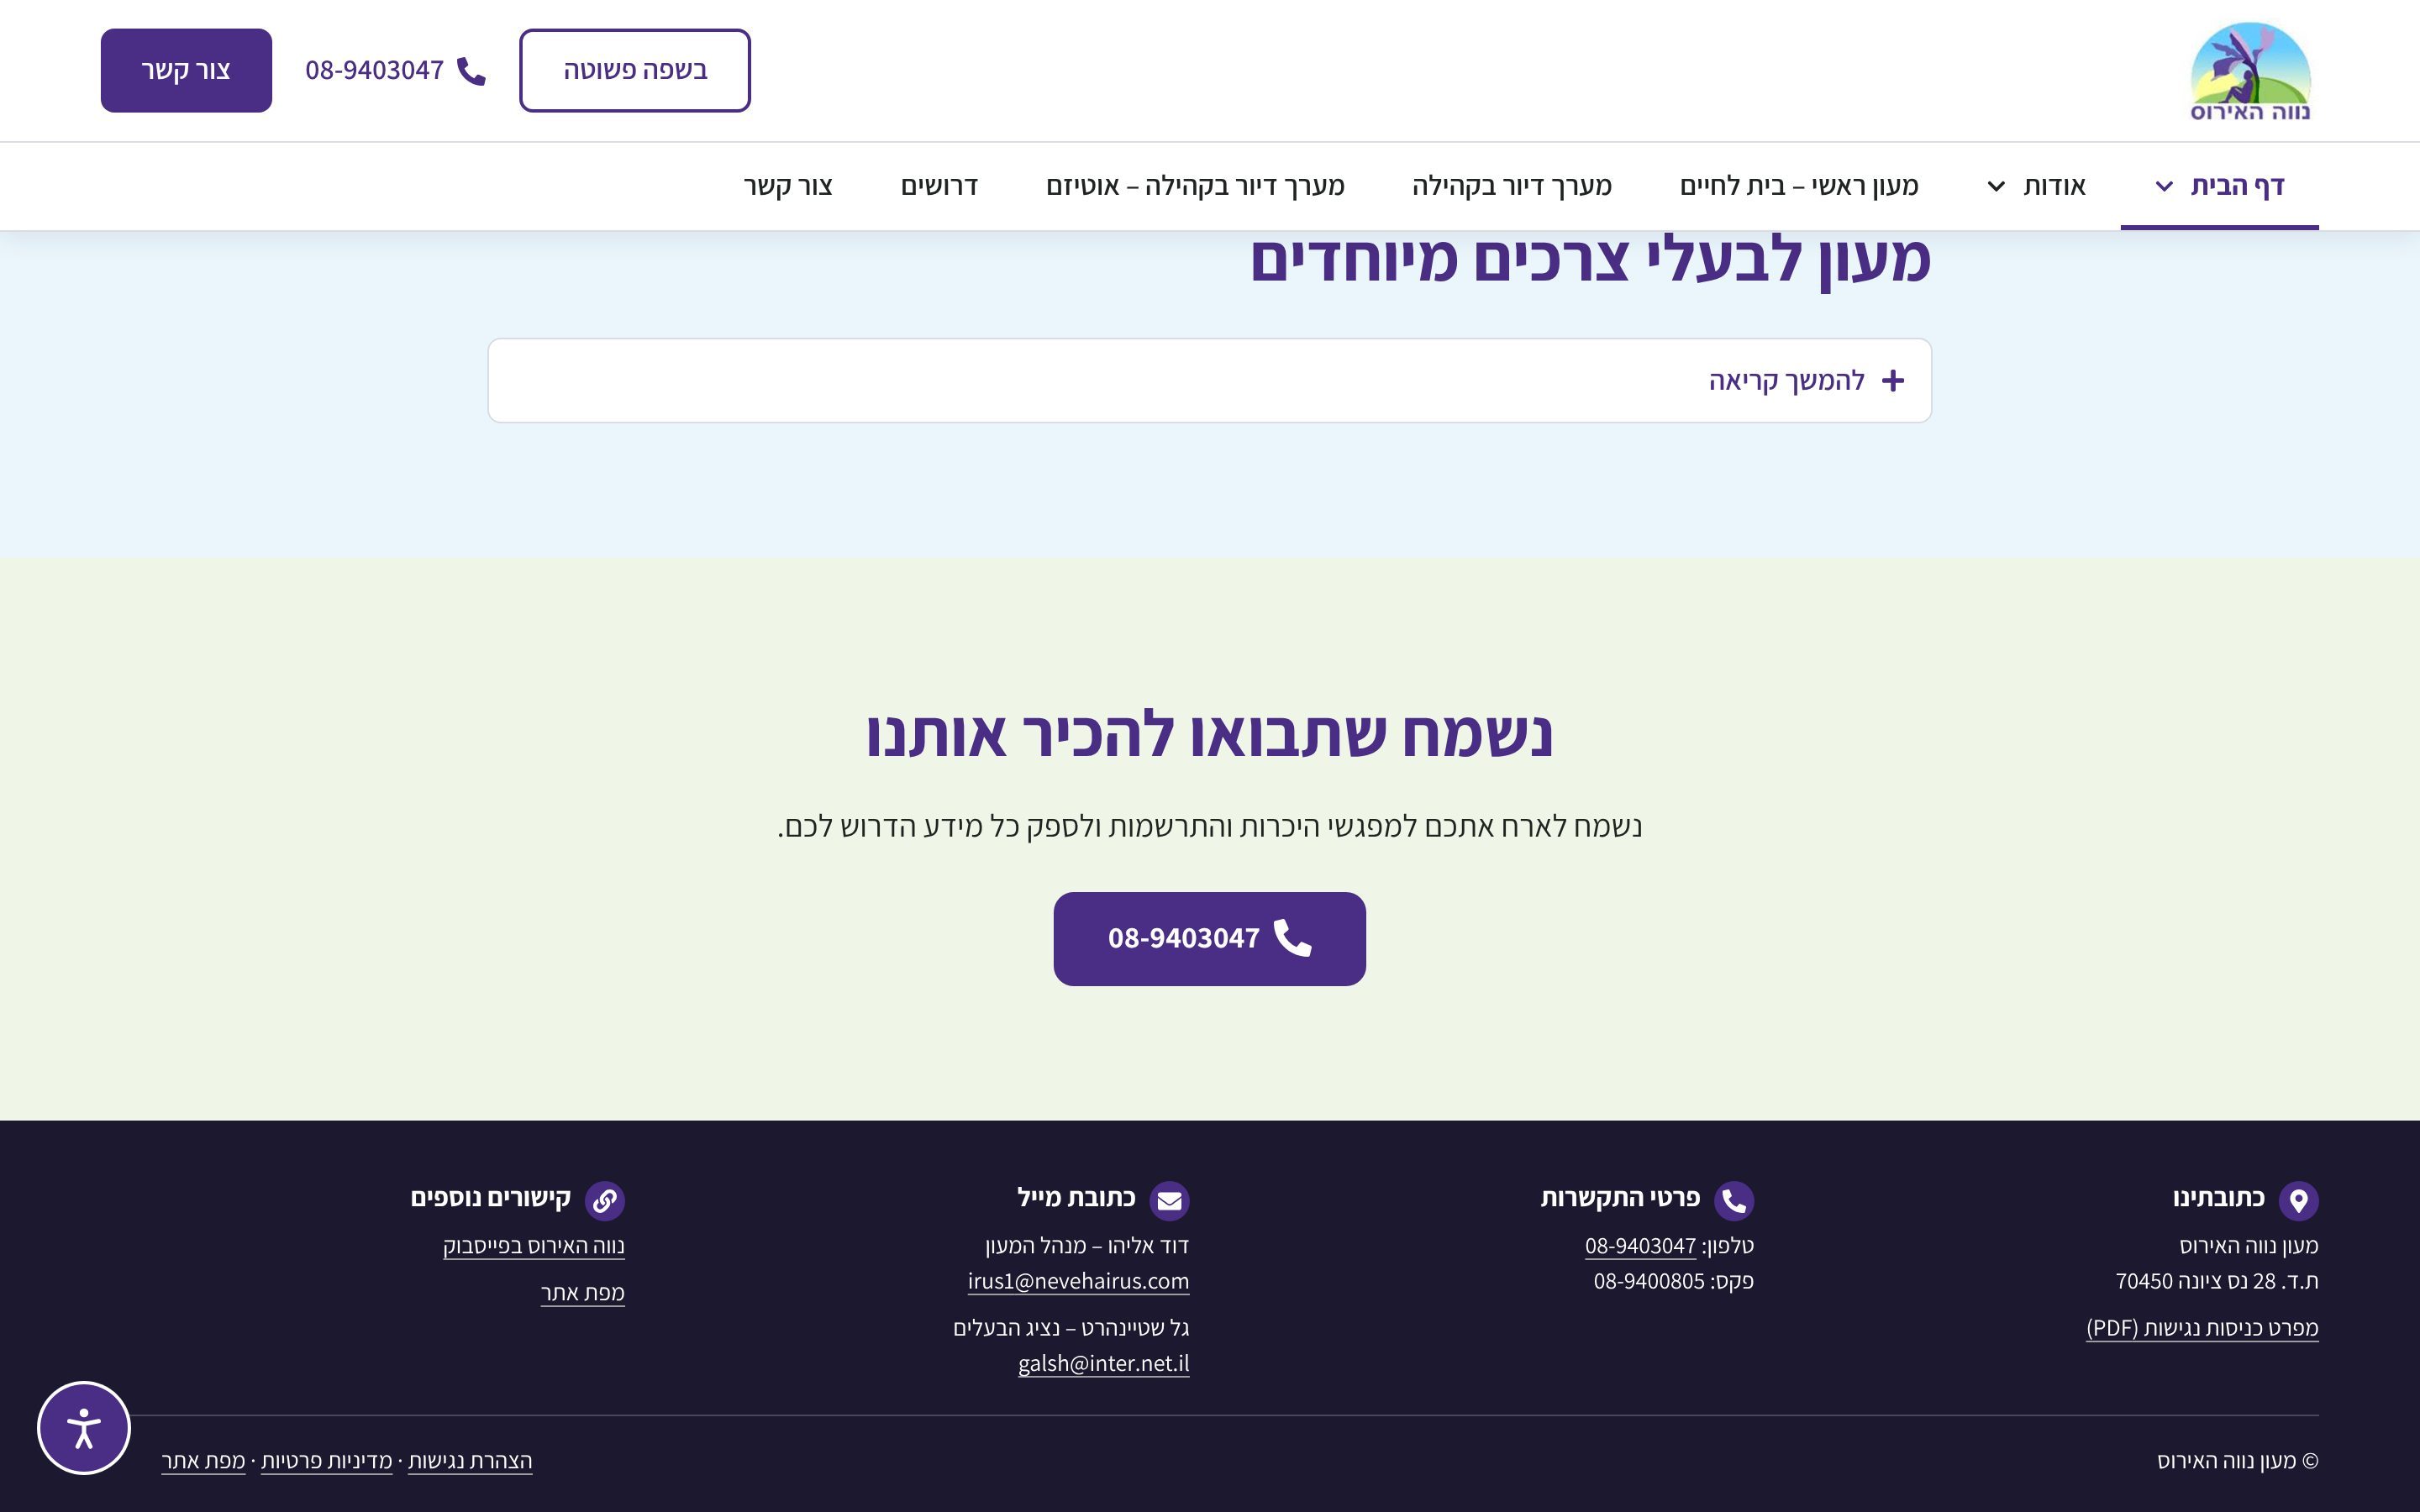 נווה האירוס
בשפה פשוטה
08-9403047
צור קשר
דף הבית
אודות
מעון ראשי – בית לחיים
מערך דיור בקהילה
מערך דיור בקהילה – אוטיזם
דרושים
צור קשר
מעון לבעלי צרכים מיוחדים
להמשך קריאה
נשמח שתבואו להכיר אותנו
נשמח לארח אתכם למפגשי היכרות והתרשמות ולספק כל מידע הדרוש לכם.
08-9403047
כתובתינו
מעון נווה האירוס
ת.ד. 28 נס ציונה 70450
מפרט כניסות נגישות (PDF)
פרטי התקשרות
טלפון: 08-9403047
פקס: 08-9400805
כתובת מייל
דוד אליהו – מנהל המעון
irus1@nevehairus.com
גל שטיינהרט – נציג הבעלים
galsh@inter.net.il
קישורים נוספים
נווה האירוס בפייסבוק
מפת אתר
© מעון נווה האירוס
הצהרת נגישות · מדיניות פרטיות · מפת אתר